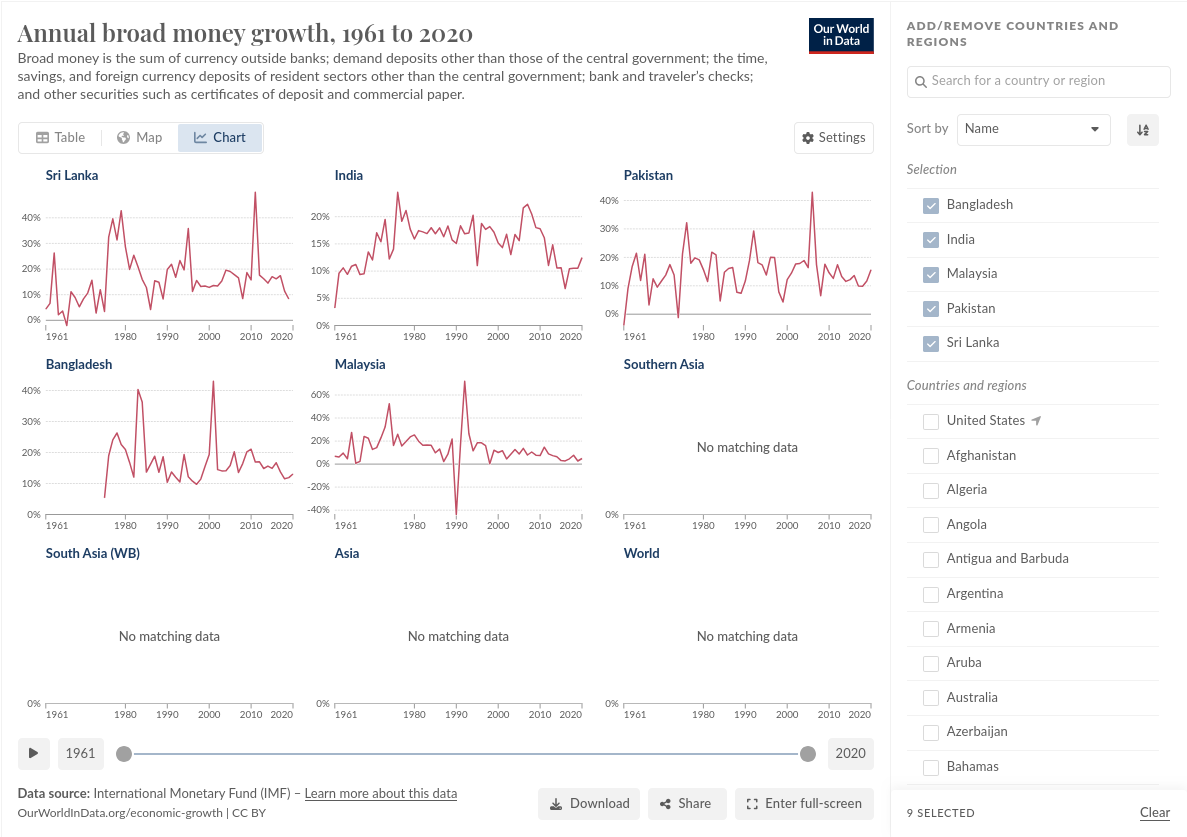 Annual broad money growth, 1961 to 2020
Our World
in Data
Broad money is the sum of currency outside banks; demand deposits other than those of the central government; the time,
savings, and foreign currency deposits of resident sectors other than the central government; bank and traveler's checks;
and other securities such as certificates of deposit and commercial paper.
Table
Map
Chart
Settings
Sri Lanka
40%
30%
20%
10%
0%
1961 1980 1990 2000 2010 2020
India
20%
15%
10%
5%
0%
1961 1980 1990 2000 2010 2020
Pakistan
40%
30%
20%
10%
0%
1961 1980 1990 2000 2010 2020
Bangladesh
40%
30%
20%
10%
0%
1961 1980 1990 2000 2010 2020
Malaysia
60%
40%
20%
0%
-20%
-40%
1961 1980 1990 2000 2010 2020
Southern Asia
No matching data
0%
1961 1980 1990 2000 2010 2020
South Asia (WB)
No matching data
0%
1961 1980 1990 2000 2010 2020
Asia
No matching data
0%
1961 1980 1990 2000 2010 2020
World
No matching data
0%
1961 1980 1990 2000 2010 2020
1961
2020
Data source: International Monetary Fund (IMF) – Learn more about this data
OurWorldInData.org/economic-growth | CC BY
Download
Share
Enter full-screen
ADD/REMOVE COUNTRIES AND
REGIONS
Search for a country or region
Sort by
Name
Selection
Bangladesh
India
Malaysia
Pakistan
Sri Lanka
Countries and regions
United States
Afghanistan
Algeria
Angola
Antigua and Barbuda
Argentina
Armenia
Aruba
Australia
Azerbaijan
Bahamas
9 SELECTED
Clear